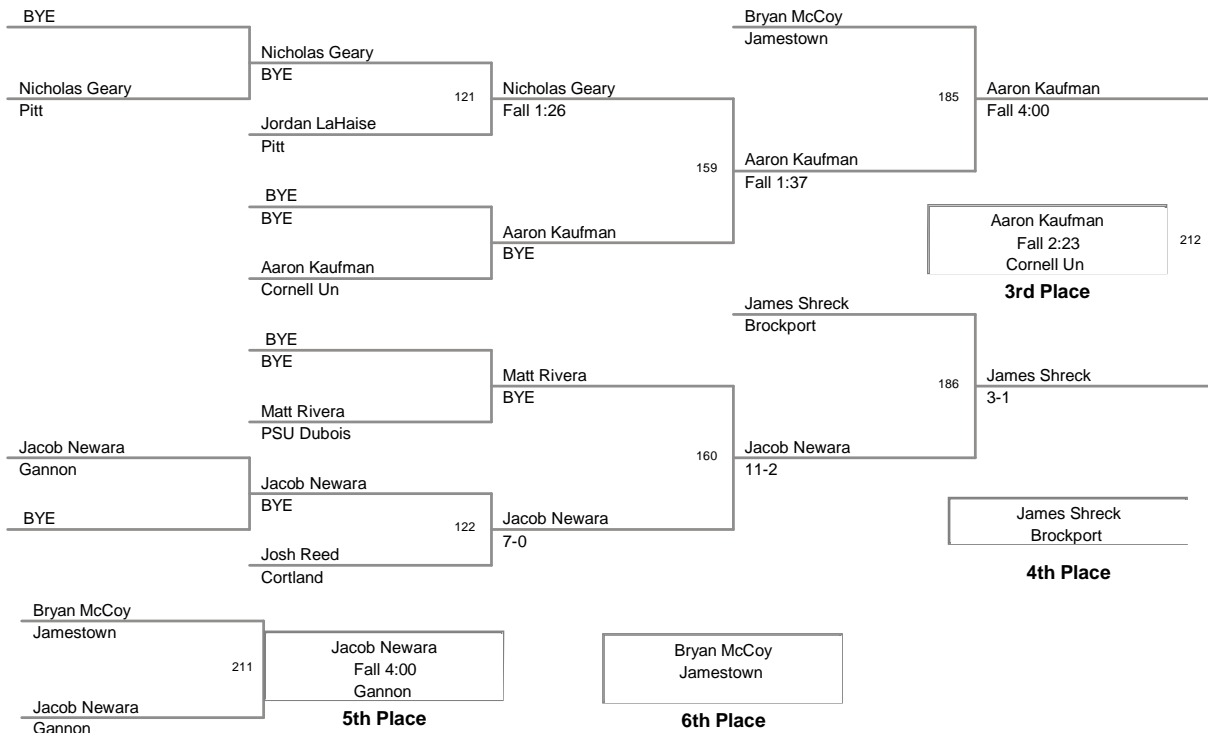 BYE
Nicholas Geary
Pitt
Nicholas Geary
BYE
121
Jordan LaHaise
Pitt
Nicholas Geary
Fall 1:26
BYE
BYE
Aaron Kaufman
Cornell Un
Aaron Kaufman
BYE
159
Bryan McCoy
Jamestown
Aaron Kaufman
Fall 1:37
185
Aaron Kaufman
Fall 4:00
Aaron Kaufman
Fall 2:23
Cornell Un
212
3rd Place
BYE
BYE
Matt Rivera
PSU Dubois
Matt Rivera
BYE
Jacob Newara
Gannon
BYE
Jacob Newara
BYE
122
Josh Reed
Cortland
Jacob Newara
7-0
160
James Shreck
Brockport
Jacob Newara
11-2
186
James Shreck
3-1
James Shreck
Brockport
4th Place
Bryan McCoy
Jamestown
211
Jacob Newara
Gannon
Jacob Newara
Fall 4:00
Gannon
5th Place
Bryan McCoy
Jamestown
6th Place